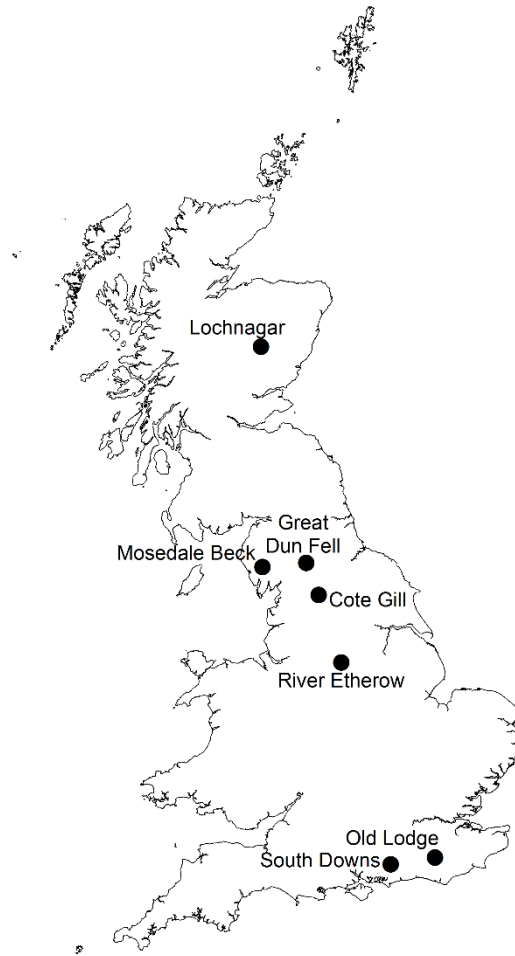 Lochnagar
Great
Dun Fell
Mosedale Beck
Cote Gill
River Etherow
Old Lodge
South Downs